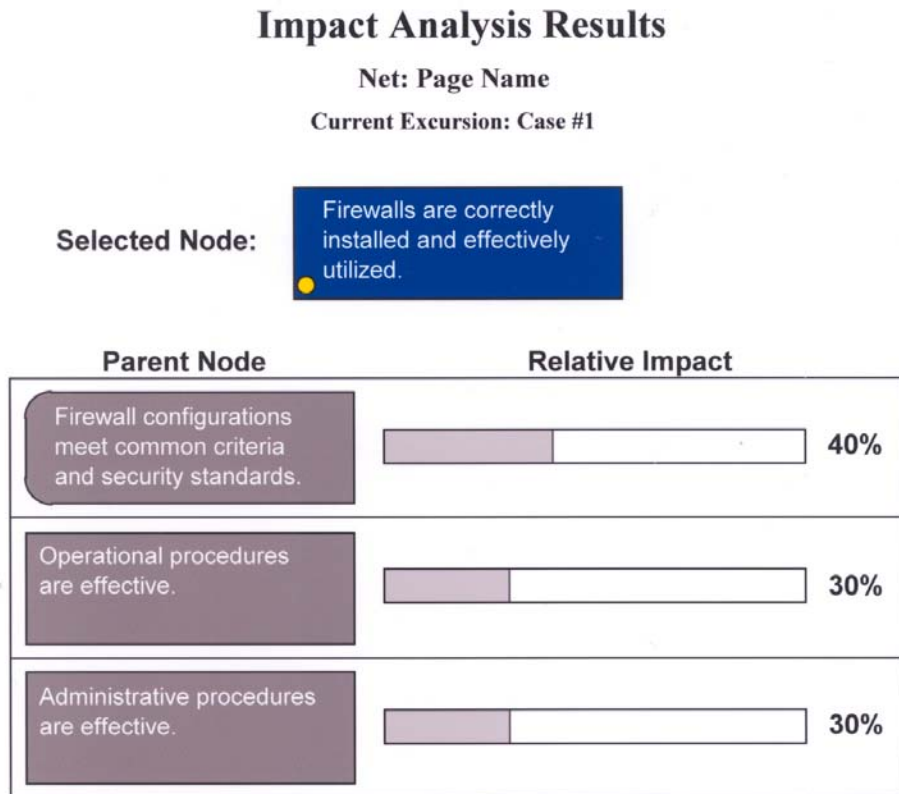 Impact Analysis Results
Net: Page Name
Current Excursion: Case #1
Selected Node:
Firewalls are correctly
installed and effectively
utilized.
Parent Node
Relative Impact
Firewall configurations
meet common criteria
and security standards.
40%
Operational procedures
are effective.
30%
Administrative procedures
are effective.
30%